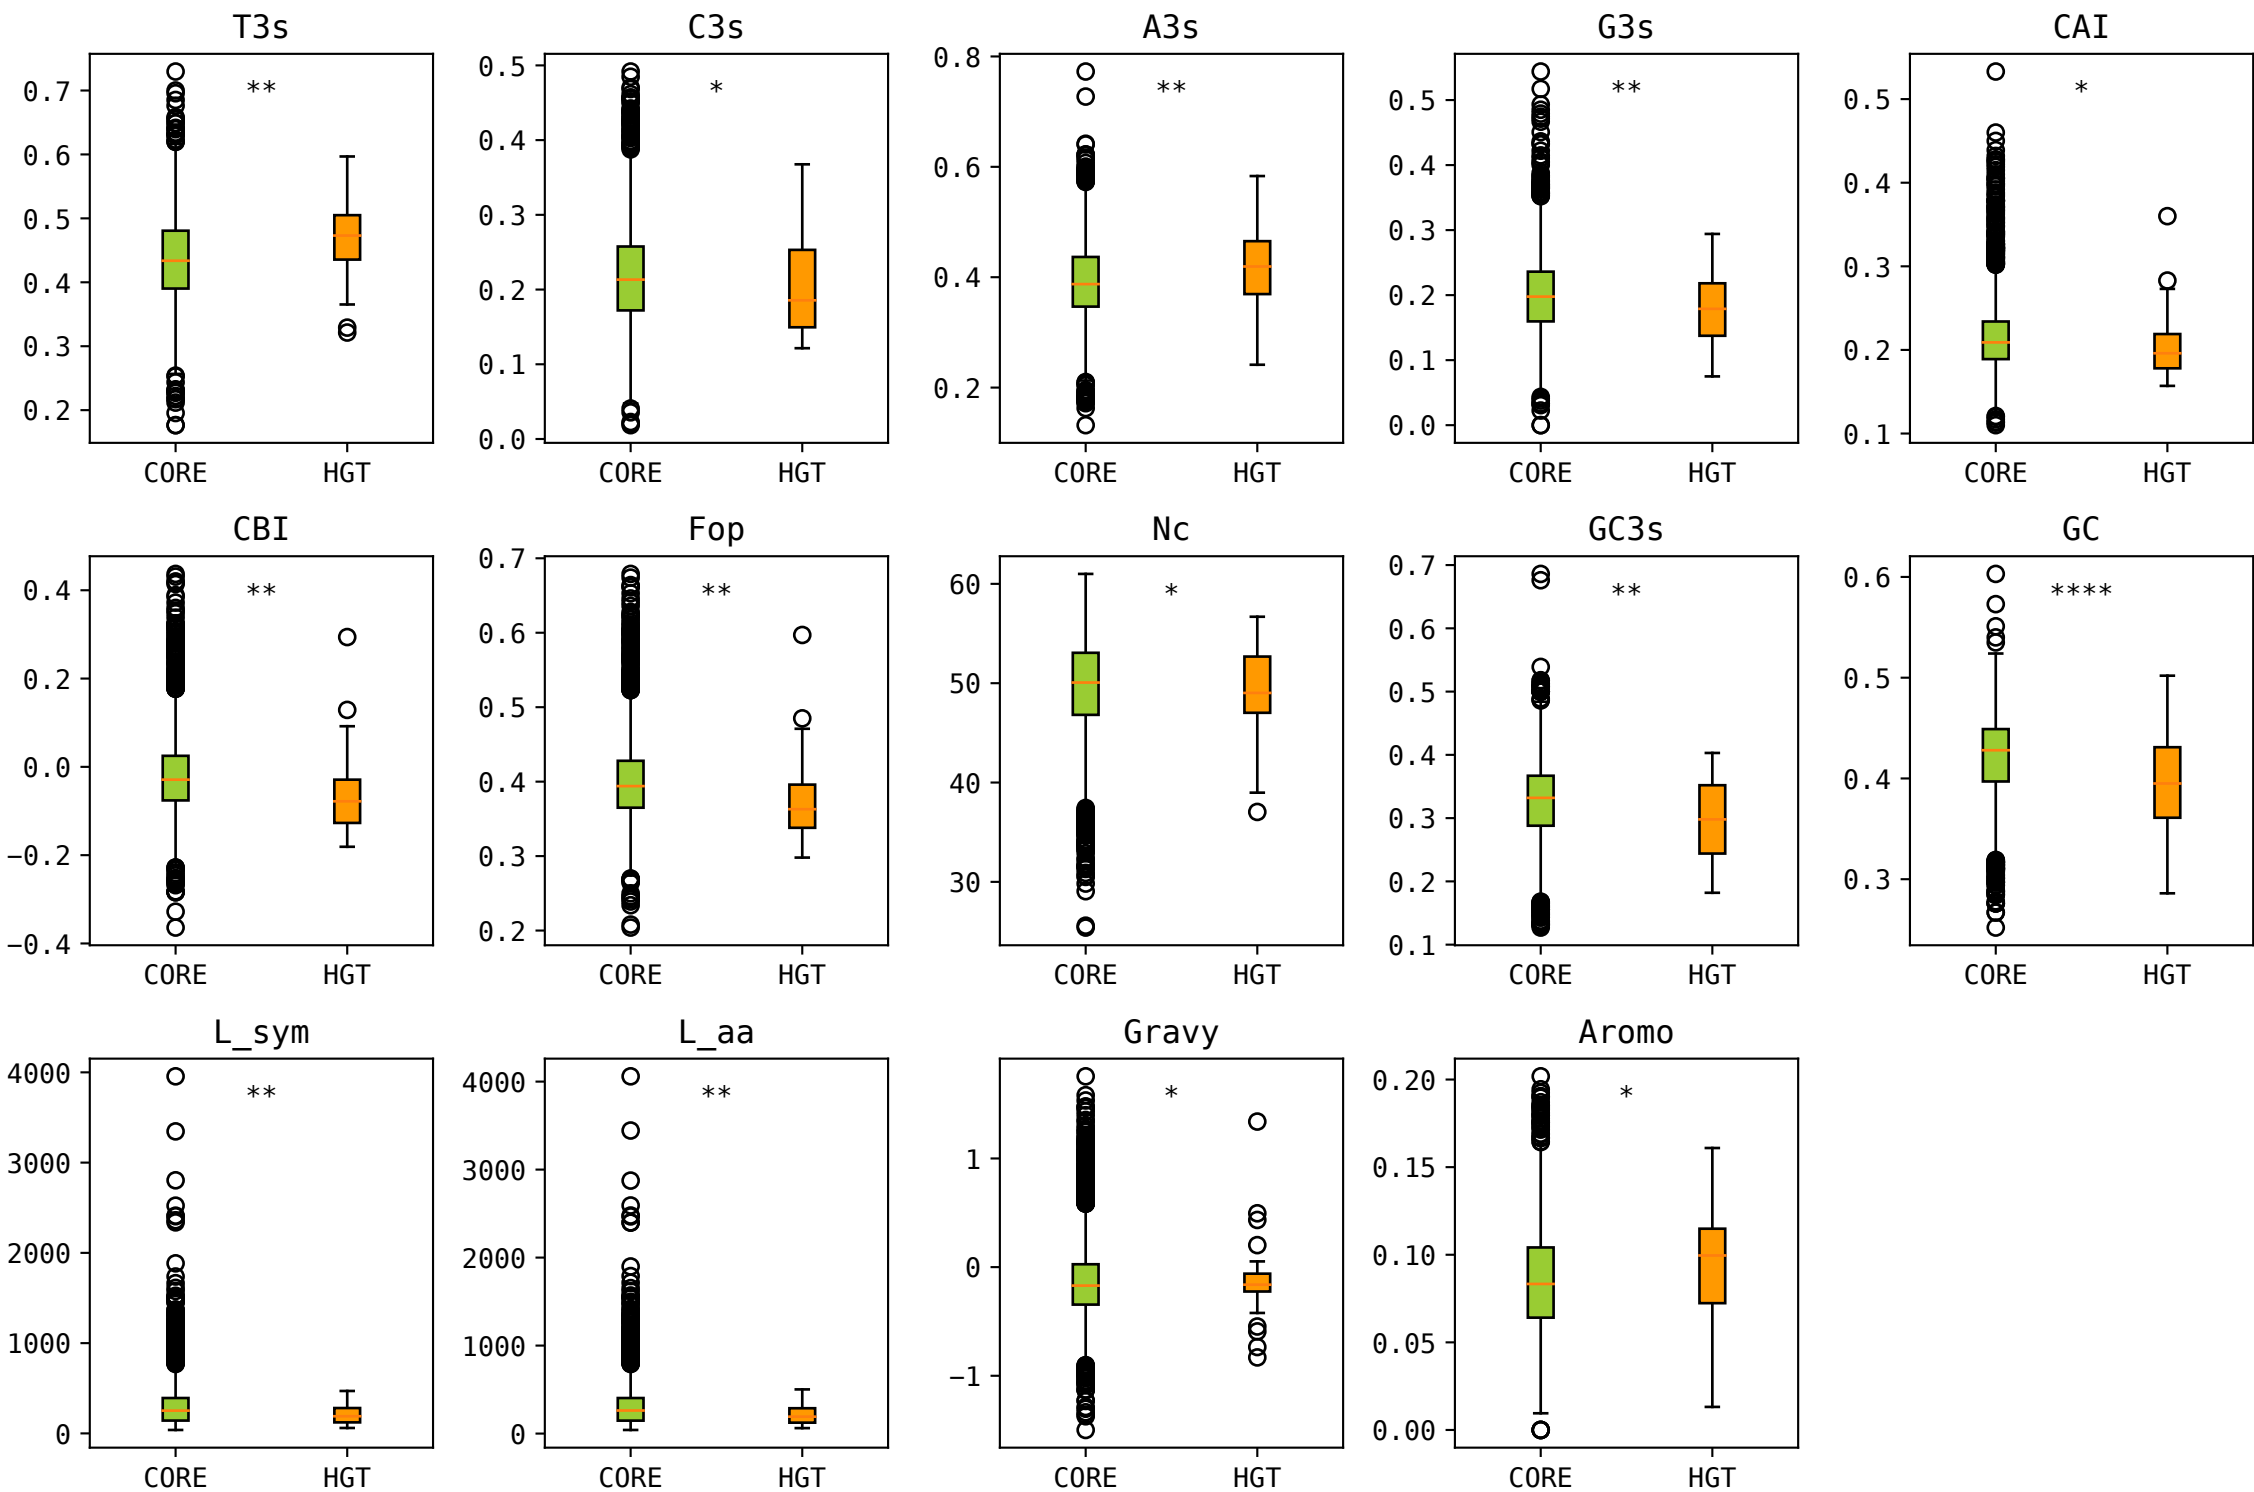 T3s C3s A3s G3s CAI
** * ** ** *
0.7 0.6 0.5 0.4 0.3 0.2
0.5 0.4 0.3 0.2 0.1 0.0
0.8 0.6 0.4 0.2
0.5 0.4 0.3 0.2 0.1 0.0
0.5 0.4 0.3 0.2 0.1
CORE HGT CORE HGT CORE HGT CORE HGT CORE HGT
CBI Fop Nc GC3s GC
** ** * ** ****
0.4 0.2 0.0 −0.2 −0.4
0.7 0.6 0.5 0.4 0.3 0.2
60 50 40 30
0.7 0.6 0.5 0.4 0.3 0.2 0.1
0.6 0.5 0.4 0.3
CORE HGT CORE HGT CORE HGT CORE HGT CORE HGT
L_sym L_aa Gravy Aromo
** ** * *
4000 3000 2000 1000 0
4000 3000 2000 1000 0
1 0 −1
0.20 0.15 0.10 0.05 0.00
CORE HGT CORE HGT CORE HGT CORE HGT